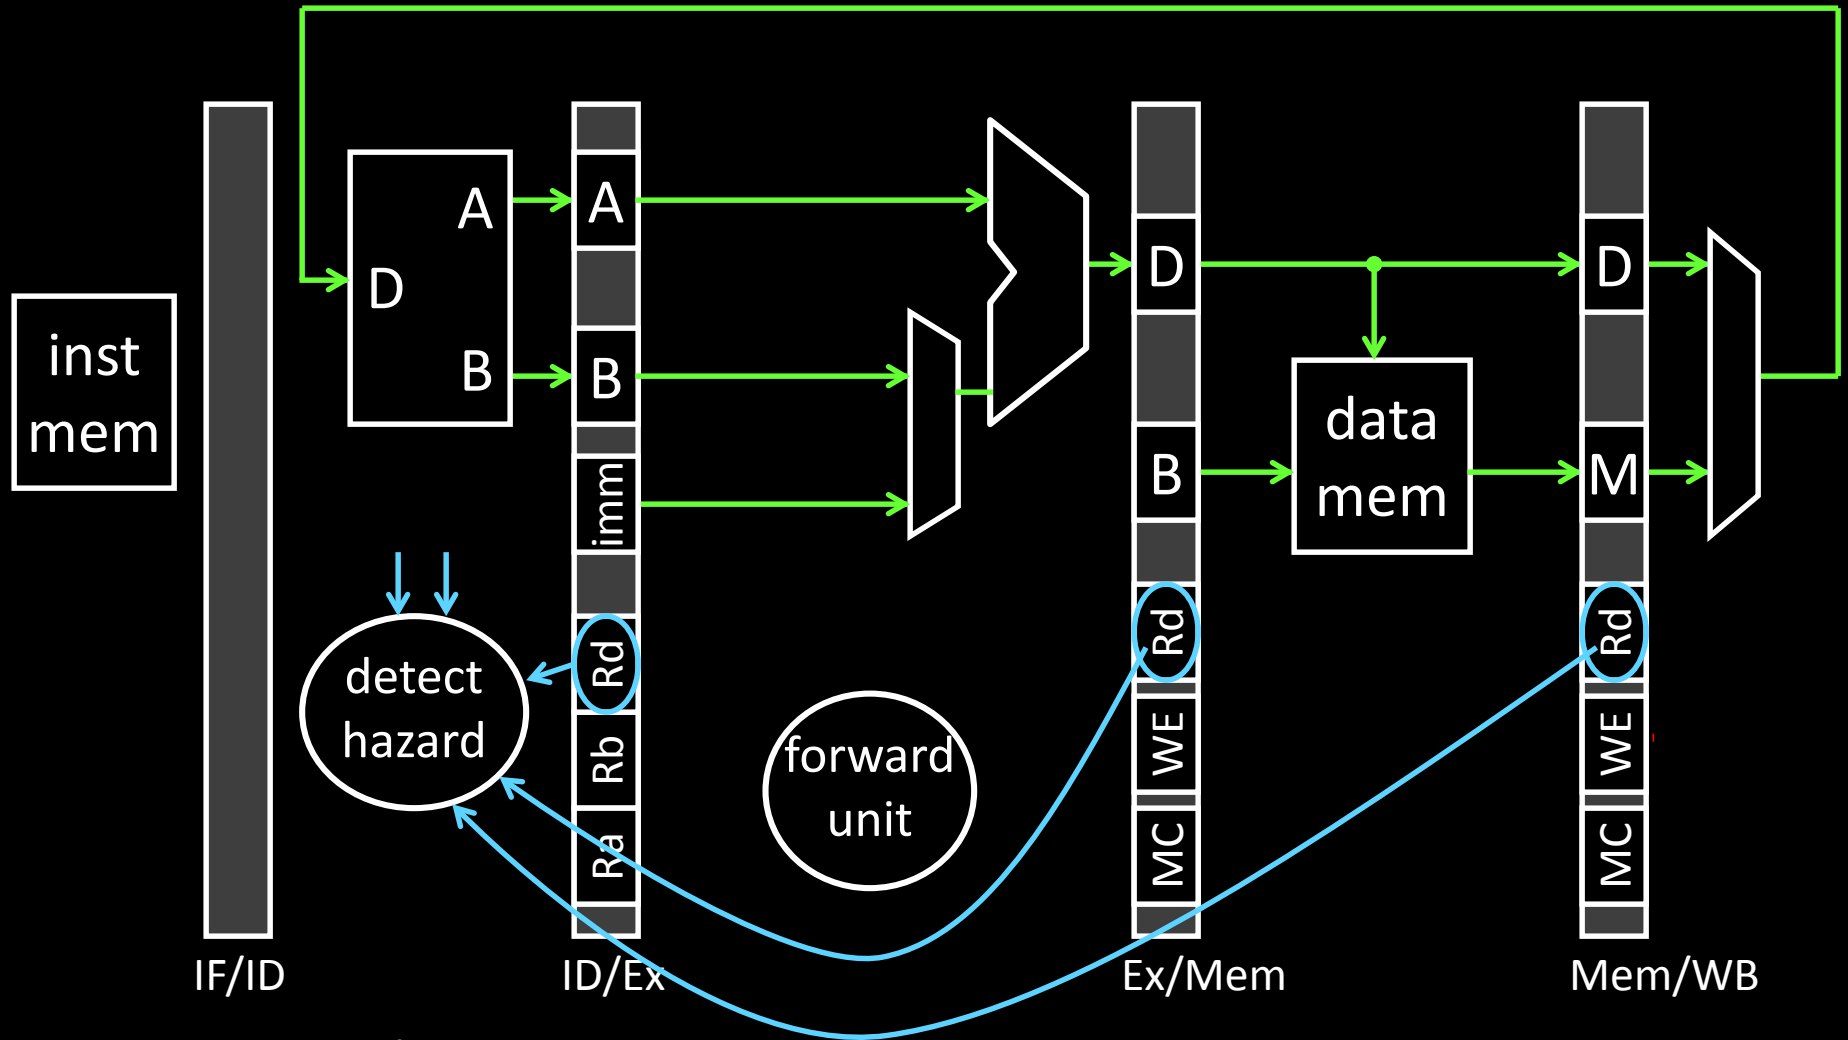 inst
mem
A
D
B
A
B
imm
Rd
Rb
Ra
detect
hazard
forward
unit
D
B
Rd
WE
MC
data
mem
D
M
Rd
WE
MC
IF/ID
ID/Ex
Ex/Mem
Mem/WB